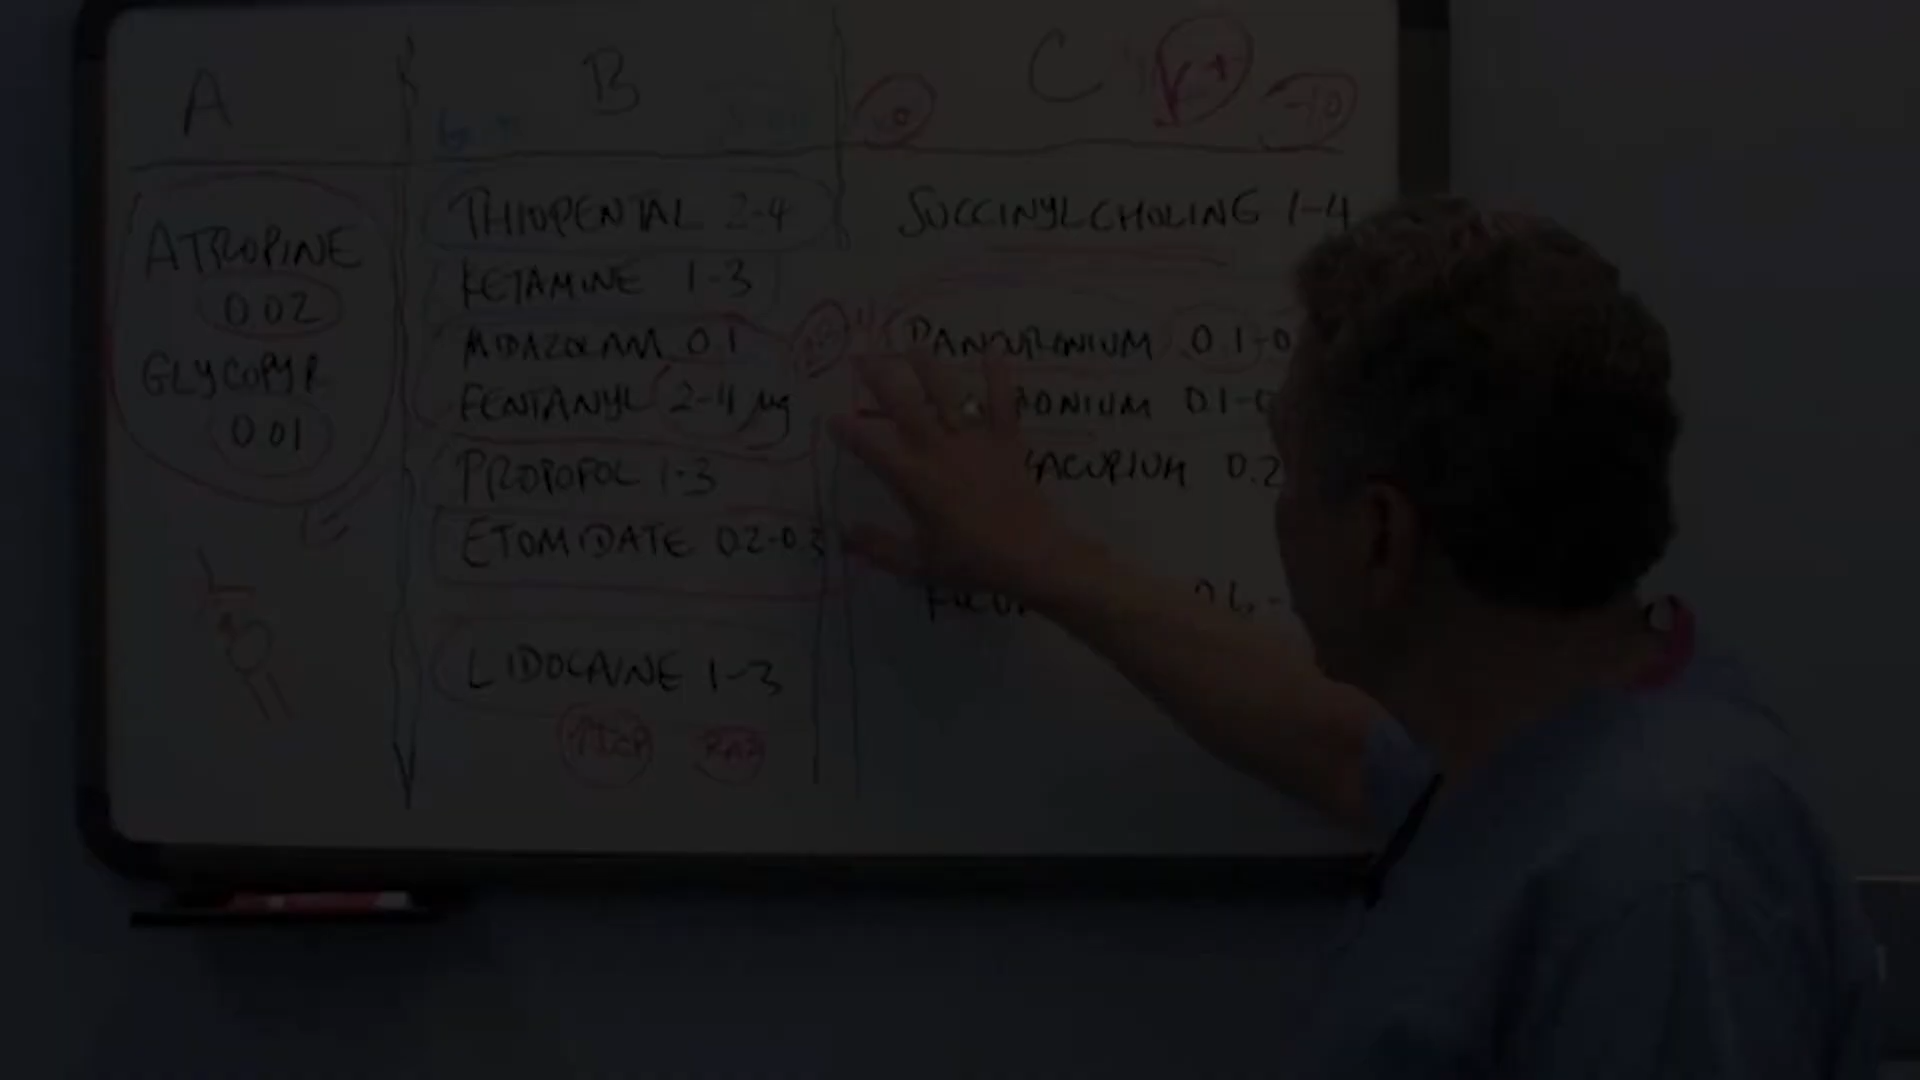 A
B
C
ATROPINE
0.02
GLYCOPYR
0.01
THIOPENTAL 2-4
KETAMINE 1-3
MIDAZOLAM 0.1
FENTANYL 2-4 µg
PROPOFOL 1-3
ETOMIDATE 0.2-0.3
LIDOCAINE 1-3
SUCCINYLCHOLINE 1-4
PANCURONIUM 0.1-0
ONIUM 0.1-0
ACURIUM 0.2